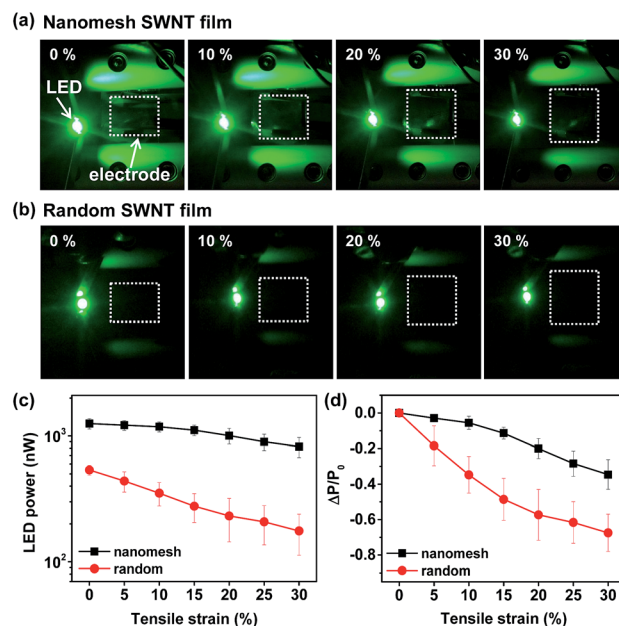 (a) Nanomesh SWNT film
0 % 10 % 20 % 30 %
LED
electrode
(b) Random SWNT film
0 % 10 % 20 % 30 %
(c)
LED power (nW)
10³
10²
nanomesh
random
0 5 10 15 20 25 30
Tensile strain (%)
(d)
ΔP/P₀
0.0
-0.2
-0.4
-0.6
-0.8
nanomesh
random
0 5 10 15 20 25 30
Tensile strain (%)